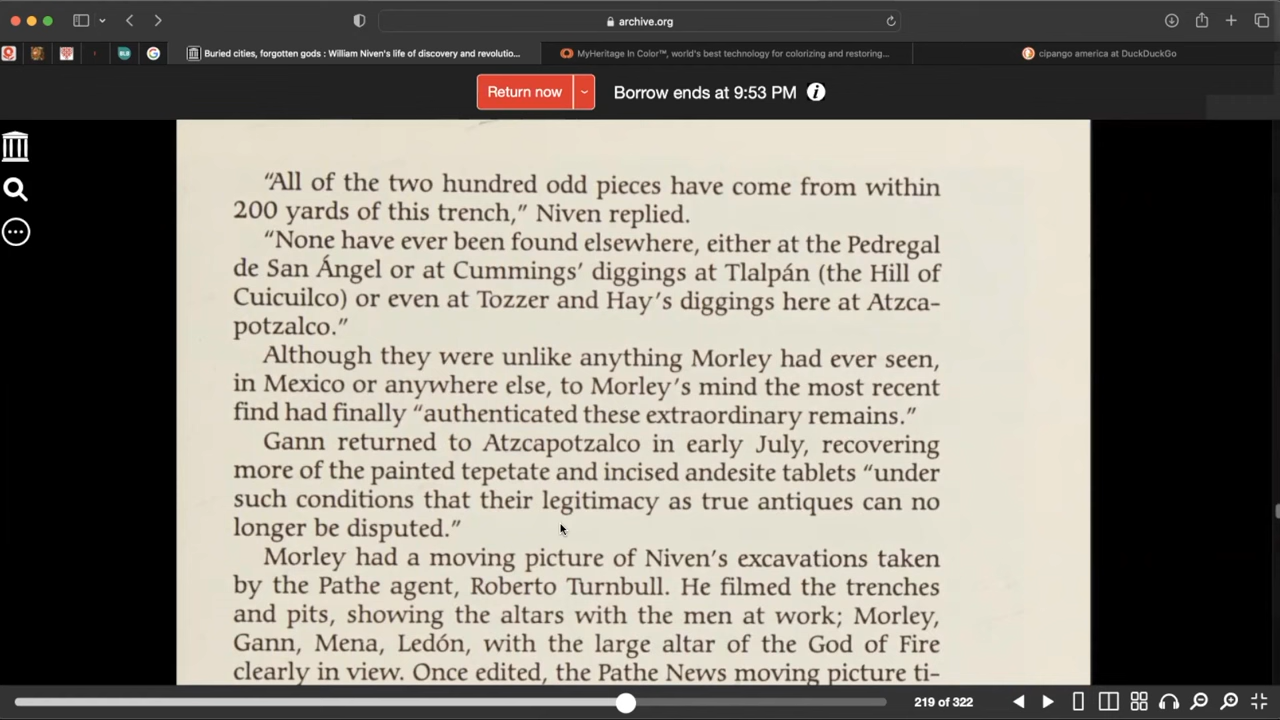 archive.org
Buried cities, forgotten gods : William Niven's life of discovery and revolutio...
MyHeritage In Color™, world's best technology for colorizing and restoring...
cipango america at DuckDuckGo
Return now
Borrow ends at 9:53 PM
“All of the two hundred odd pieces have come from within
200 yards of this trench,” Niven replied.
“None have ever been found elsewhere, either at the Pedregal
de San Ángel or at Cummings’ diggings at Tlalpán (the Hill of
Cuicuilco) or even at Tozzer and Hay’s diggings here at Atzca-
potzalco.”
Although they were unlike anything Morley had ever seen,
in Mexico or anywhere else, to Morley’s mind the most recent
find had finally “authenticated these extraordinary remains.”
Gann returned to Atzcapotzalco in early July, recovering
more of the painted tepetate and incised andesite tablets “under
such conditions that their legitimacy as true antiques can no
longer be disputed.”
Morley had a moving picture of Niven’s excavations taken
by the Pathe agent, Roberto Turnbull. He filmed the trenches
and pits, showing the altars with the men at work; Morley,
Gann, Mena, Ledón, with the large altar of the God of Fire
clearly in view. Once edited, the Pathe News moving picture ti-
219 of 322